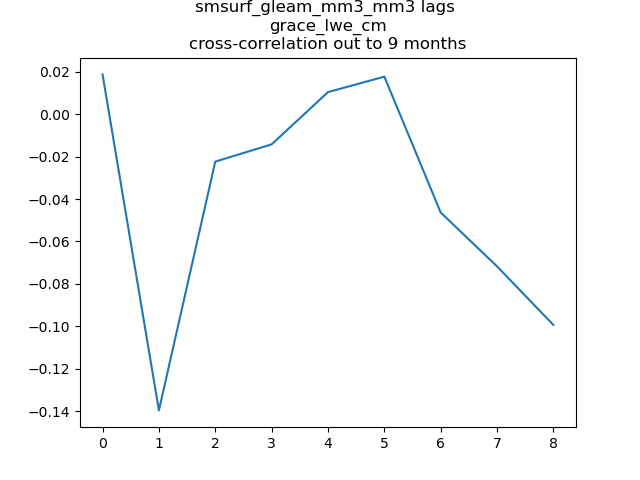 smsurf_gleam_mm3_mm3 lags
grace_lwe_cm
cross-correlation out to 9 months
0.02
0.00
−0.02
−0.04
−0.06
−0.08
−0.10
−0.12
−0.14
0 1 2 3 4 5 6 7 8